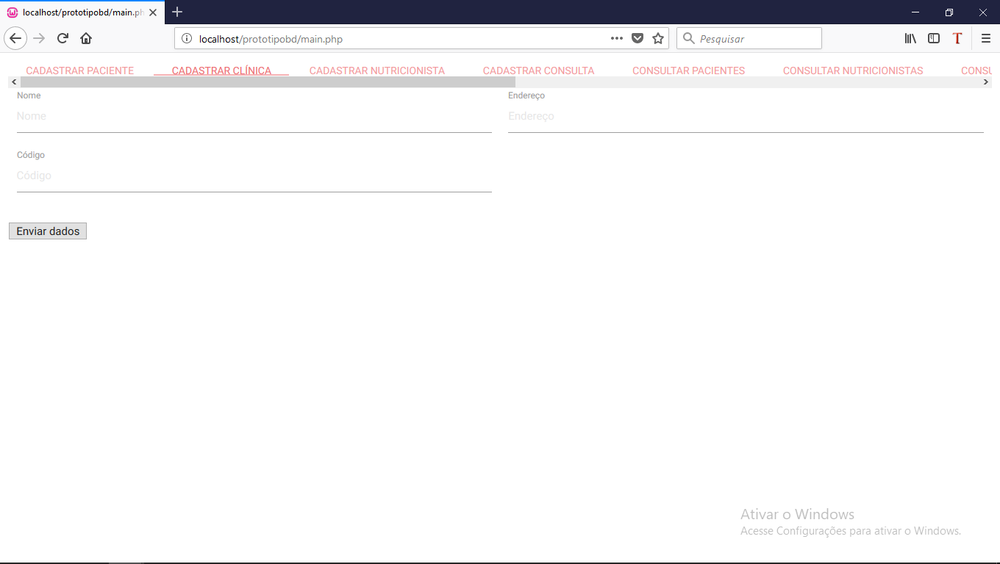 localhost/prototipobd/main.ph
localhost/prototipobd/main.php
Pesquisar
CADASTRAR PACIENTE CADASTRAR CLÍNICA CADASTRAR NUTRICIONISTA CADASTRAR CONSULTA CONSULTAR PACIENTES CONSULTAR NUTRICIONISTAS CONSU
Nome Endereço
Nome Endereço
Código
Código
Enviar dados
Ativar o Windows
Acesse Configurações para ativar o Windows.